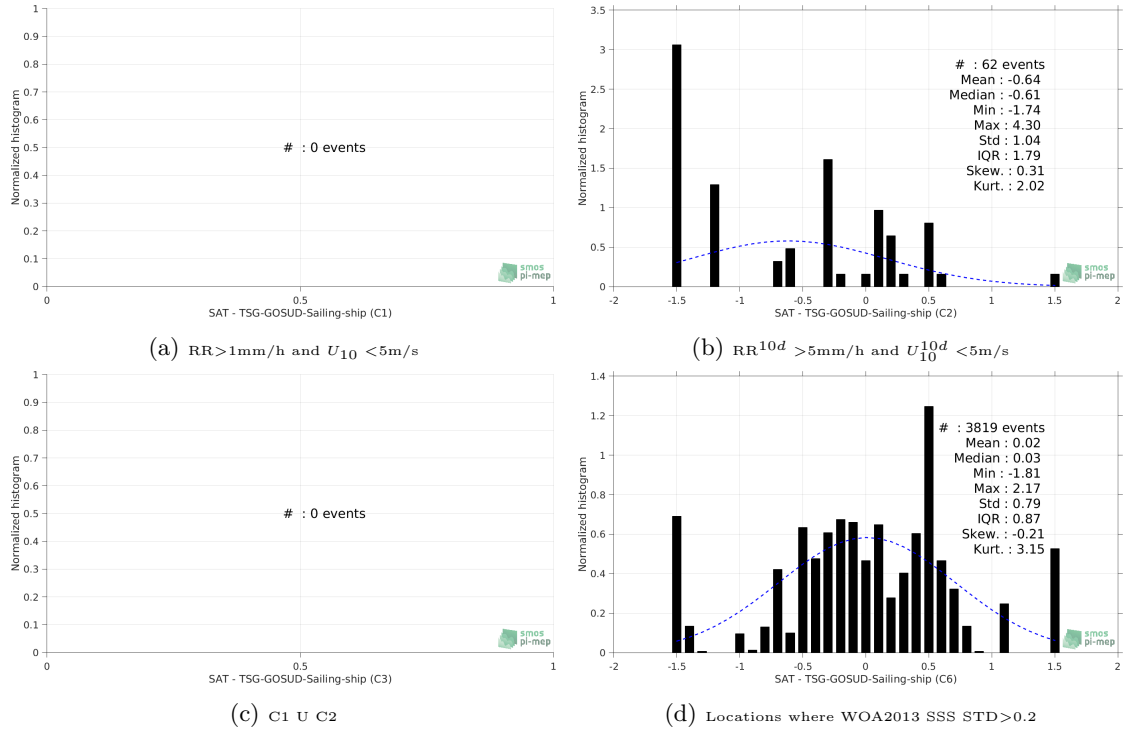 1
0.9
0.8
0.7
0.6
0.5
0.4
0.3
0.2
0.1
0
Normalized histogram
# : 0 events
smos
pi-mep
0
0.5
1
SAT - TSG-GOSUD-Sailing-ship (C1)
(a) RR>1mm/h and U10 <5m/s
3.5
3
2.5
2
1.5
1
0.5
0
Normalized histogram
# : 62 events
Mean : -0.64
Median : -0.61
Min : -1.74
Max : 4.30
Std : 1.04
IQR : 1.79
Skew. : 0.31
Kurt. : 2.02
smos
pi-mep
-2
-1.5
-1
-0.5
0
0.5
1
1.5
2
SAT - TSG-GOSUD-Sailing-ship (C2)
(b) RR10d >5mm/h and U10d10 <5m/s
1
0.9
0.8
0.7
0.6
0.5
0.4
0.3
0.2
0.1
0
Normalized histogram
# : 0 events
smos
pi-mep
0
0.5
1
SAT - TSG-GOSUD-Sailing-ship (C3)
(c) C1 U C2
1.4
1.2
1
0.8
0.6
0.4
0.2
0
Normalized histogram
# : 3819 events
Mean : 0.02
Median : 0.03
Min : -1.81
Max : 2.17
Std : 0.79
IQR : 0.87
Skew. : -0.21
Kurt. : 3.15
smos
pi-mep
-2
-1.5
-1
-0.5
0
0.5
1
1.5
2
SAT - TSG-GOSUD-Sailing-ship (C6)
(d) Locations where WOA2013 SSS STD>0.2